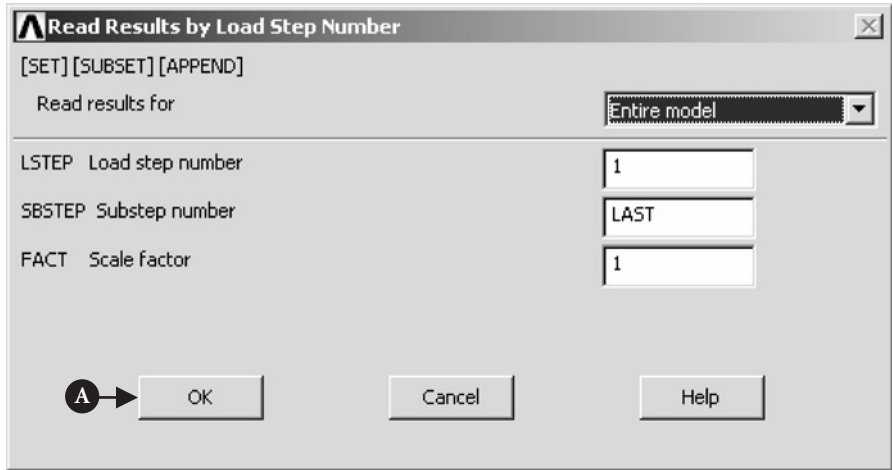 Read Results by Load Step Number
[SET] [SUBSET] [APPEND]
Read results for Entire model
LSTEP Load step number 1
SBSTEP Substep number LAST
FACT Scale factor 1
A OK Cancel Help